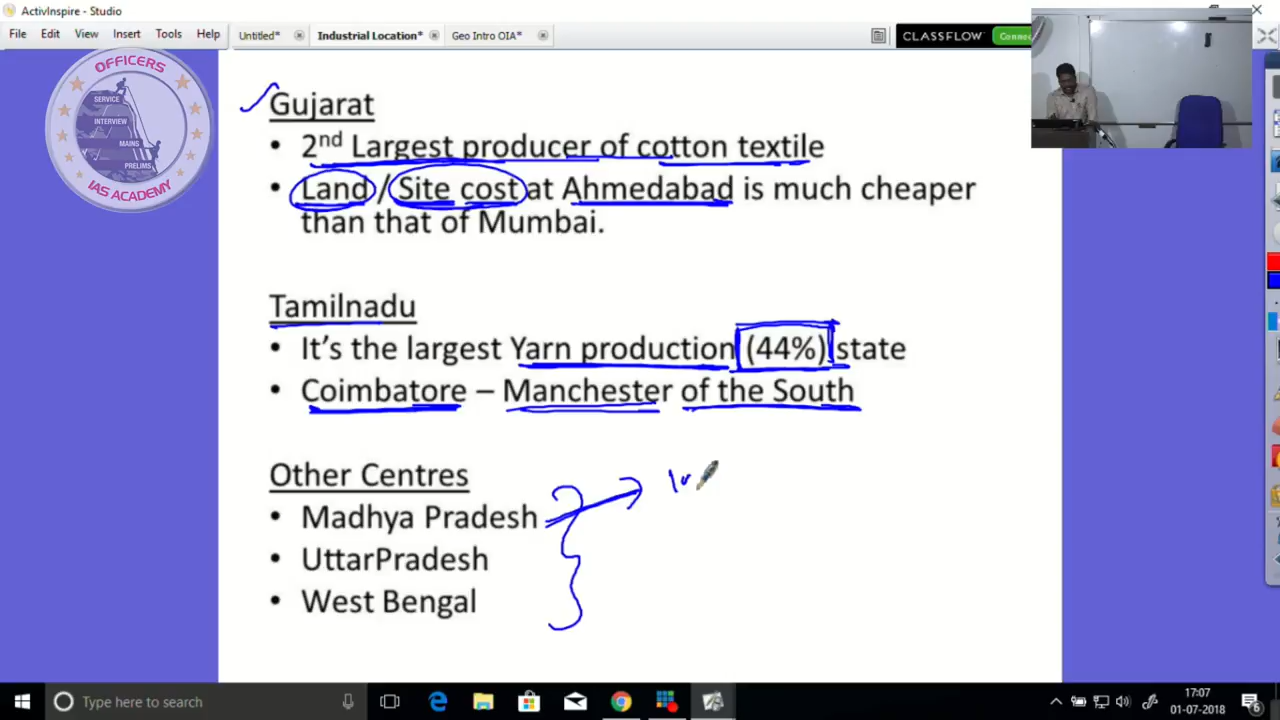 ActivInspire - Studio
File Edit View Insert Tools Help
Untitled* Industrial Location* Geo Intro OIA*
CLASSFLOW
OFFICERS
SERVICE
INTERVIEW
MAINS
PRELIMS
IAS ACADEMY
Gujarat
• 2nd Largest producer of cotton textile
• Land / Site cost at Ahmedabad is much cheaper
than that of Mumbai.
Tamilnadu
• It's the largest Yarn production (44%) state
• Coimbatore – Manchester of the South
Other Centres
• Madhya Pradesh
• UttarPradesh
• West Bengal
Type here to search
17:07
01-07-2018
6